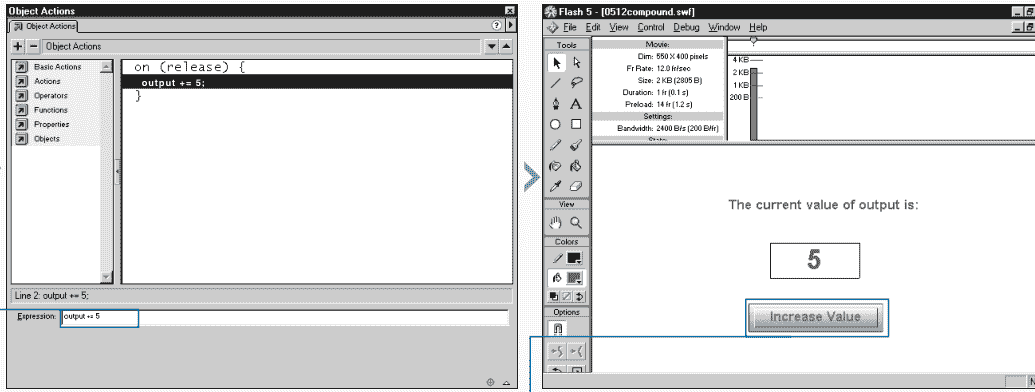 Object Actions
Object Actions
?
+ − Object Actions
Basic Actions
Actions
Operators
Functions
Properties
Objects
on (release) {
output += 5;
}
Line 2: output += 5;
Expression: output += 5
Flash 5 - [0512compound.swf]
File Edit View Control Debug Window Help
Tools
View
Colors
Options
Movie:
Dim: 550 X 400 pixels
Fr Rate: 12.0 fr/sec
Size: 2 KB (2805 B)
Duration: 1 fr (0.1 s)
Preload: 14 fr (1.2 s)
Settings:
Bandwidth: 2400 B/s (200 B/fr)
4 KB
2 KB
1 KB
200 B
The current value of output is:
5
Increase Value